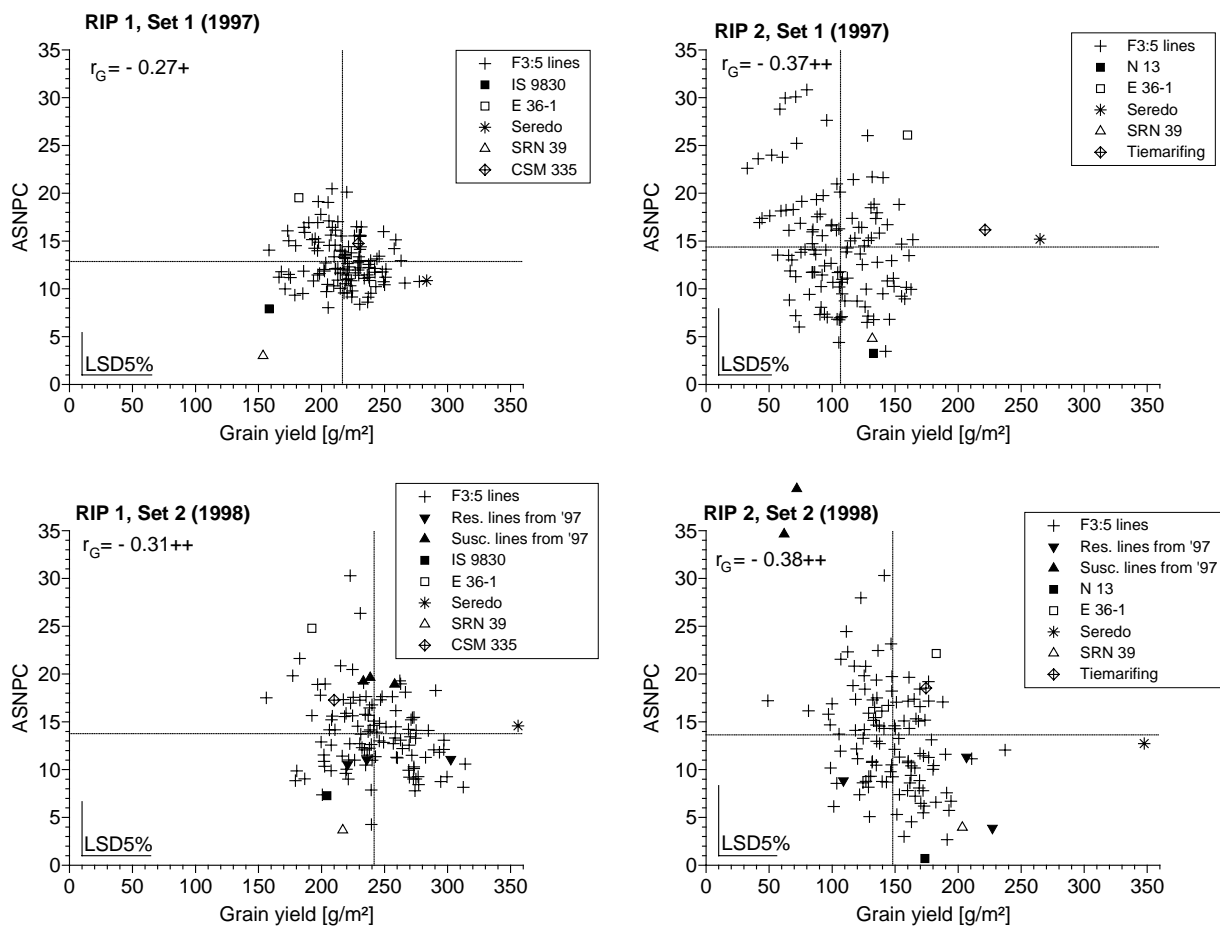 RIP 1, Set 1 (1997)
r_G = - 0.27+
F3:5 lines
IS 9830
E 36-1
Seredo
SRN 39
CSM 335
ASNPC
35
30
25
20
15
10
5
0
LSD5%
0 50 100 150 200 250 300 350
Grain yield [g/m²]
RIP 2, Set 1 (1997)
r_G = - 0.37++
F3:5 lines
N 13
E 36-1
Seredo
SRN 39
Tiemarifing
ASNPC
35
30
25
20
15
10
5
0
LSD5%
0 50 100 150 200 250 300 350
Grain yield [g/m²]
RIP 1, Set 2 (1998)
r_G = - 0.31++
F3:5 lines
Res. lines from '97
Susc. lines from '97
IS 9830
E 36-1
Seredo
SRN 39
CSM 335
ASNPC
35
30
25
20
15
10
5
0
LSD5%
0 50 100 150 200 250 300 350
Grain yield [g/m²]
RIP 2, Set 2 (1998)
r_G = - 0.38++
F3:5 lines
Res. lines from '97
Susc. lines from '97
N 13
E 36-1
Seredo
SRN 39
Tiemarifing
ASNPC
35
30
25
20
15
10
5
0
LSD5%
0 50 100 150 200 250 300 350
Grain yield [g/m²]